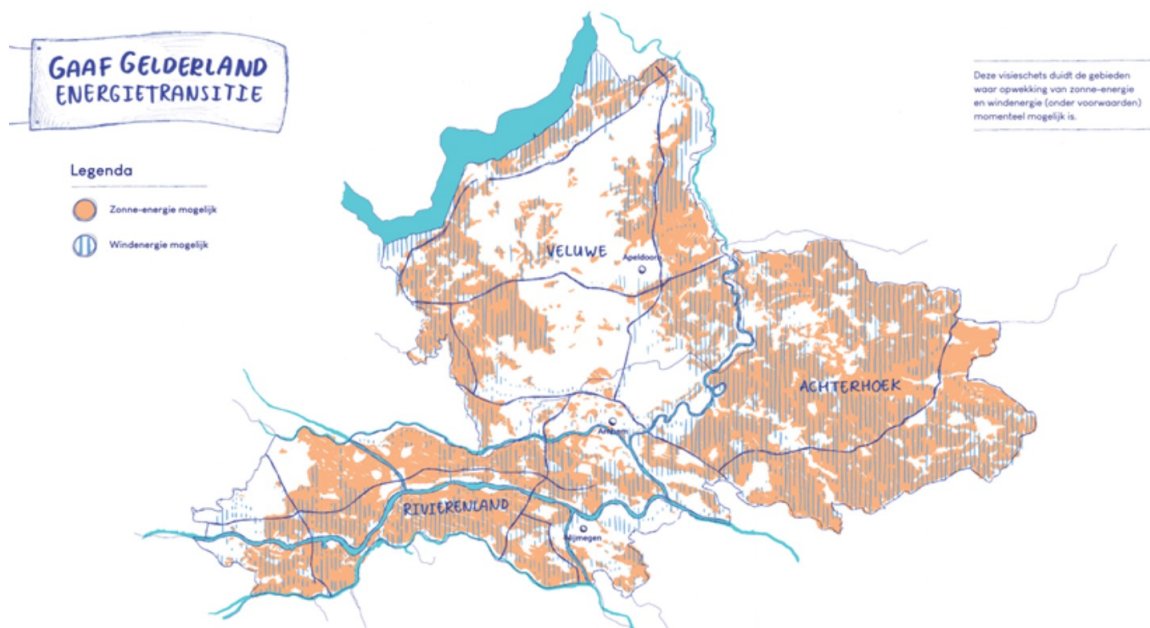 GAAF GELDERLAND
ENERGIETRANSITIE
Deze visieschets duidt de gebieden
waar opwekking van zonne-energie
en windenergie (onder voorwaarden)
momenteel mogelijk is.
Legenda
Zonne-energie mogelijk
Windenergie mogelijk
VELUWE
Apeldoorn
ACHTERHOEK
Arnhem
RIVIERENLAND
Nijmegen